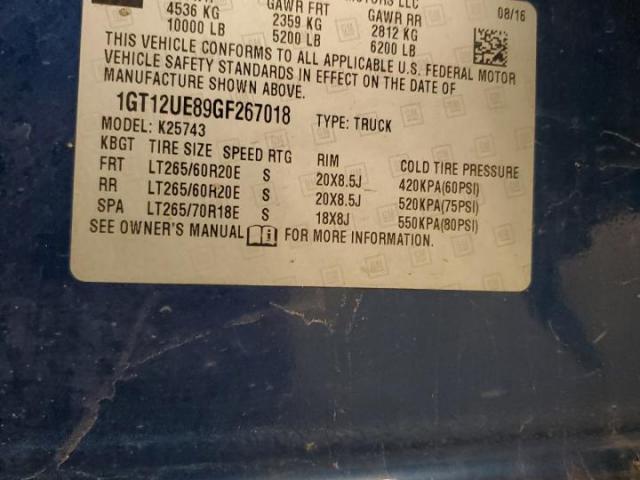 MOTORS LLC
GAWR FRT GAWR RR 08/16
4536 KG 2359 KG 2812 KG
10000 LB 5200 LB 6200 LB
THIS VEHICLE CONFORMS TO ALL APPLICABLE U.S. FEDERAL MOTOR
VEHICLE SAFETY STANDARDS IN EFFECT ON THE DATE OF
MANUFACTURE SHOWN ABOVE.
1GT12UE89GF267018 TYPE: TRUCK
MODEL: K25743
KBGT TIRE SIZE SPEED RTG RIM COLD TIRE PRESSURE
FRT LT265/60R20E S 20X8.5J 420KPA(60PSI)
RR LT265/60R20E S 20X8.5J 520KPA(75PSI)
SPA LT265/70R18E S 18X8J 550KPA(80PSI)
SEE OWNER'S MANUAL FOR MORE INFORMATION.